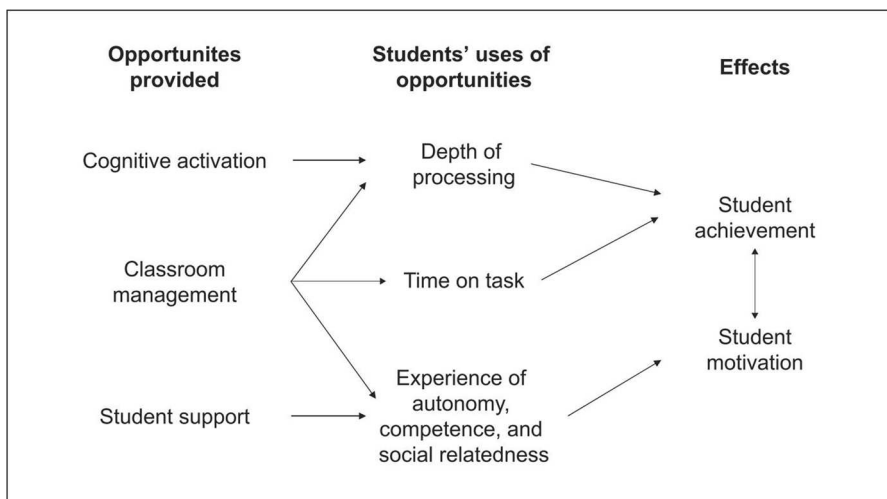 Opportunites
provided
Students’ uses of
opportunities
Effects
Cognitive activation
Depth of
processing
Student
achievement
Classroom
management
Time on task
Student
motivation
Student support
Experience of
autonomy,
competence, and
social relatedness